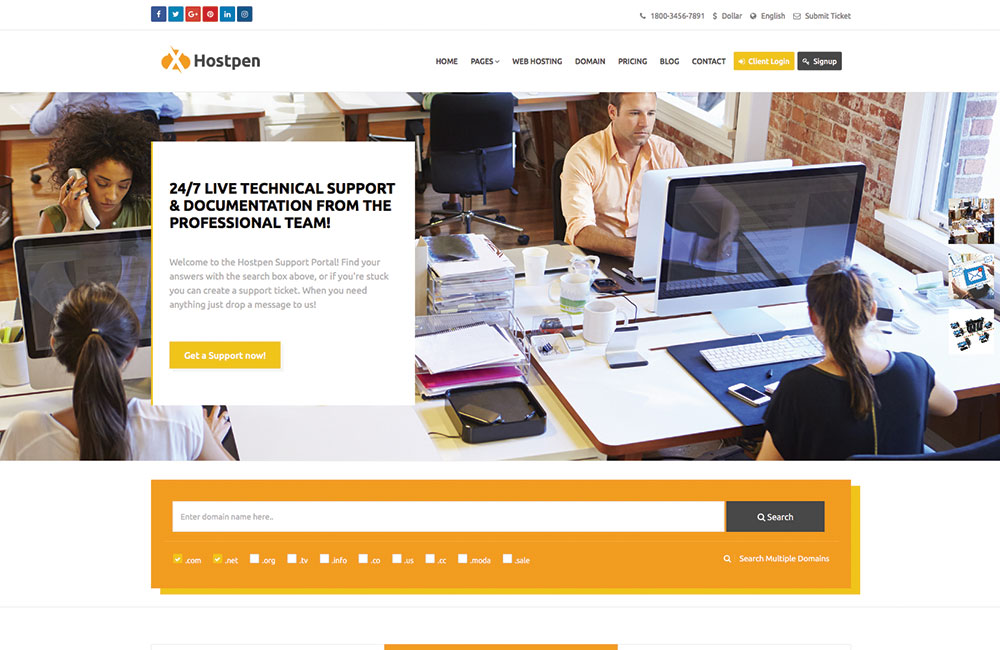 1800-3456-7891 $ Dollar English Submit Ticket
Hostpen
HOME PAGES WEB HOSTING DOMAIN PRICING BLOG CONTACT Client Login Signup
24/7 LIVE TECHNICAL SUPPORT
& DOCUMENTATION FROM THE
PROFESSIONAL TEAM!
Welcome to the Hostpen Support Portal! Find your
answers with the search box above, or if you're stuck
you can create a support ticket. When you need
anything just drop a message to us!
Get a Support now!
Enter domain name here.. Search
.com .net .org .tv .info .co .us .cc .moda .sale Search Multiple Domains